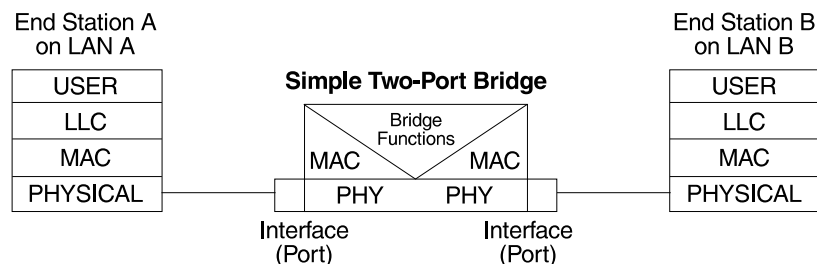 End Station A
on LAN A
USER
LLC
MAC
PHYSICAL
Simple Two-Port Bridge
Bridge
Functions
MAC
MAC
PHY
PHY
Interface
(Port)
Interface
(Port)
End Station B
on LAN B
USER
LLC
MAC
PHYSICAL